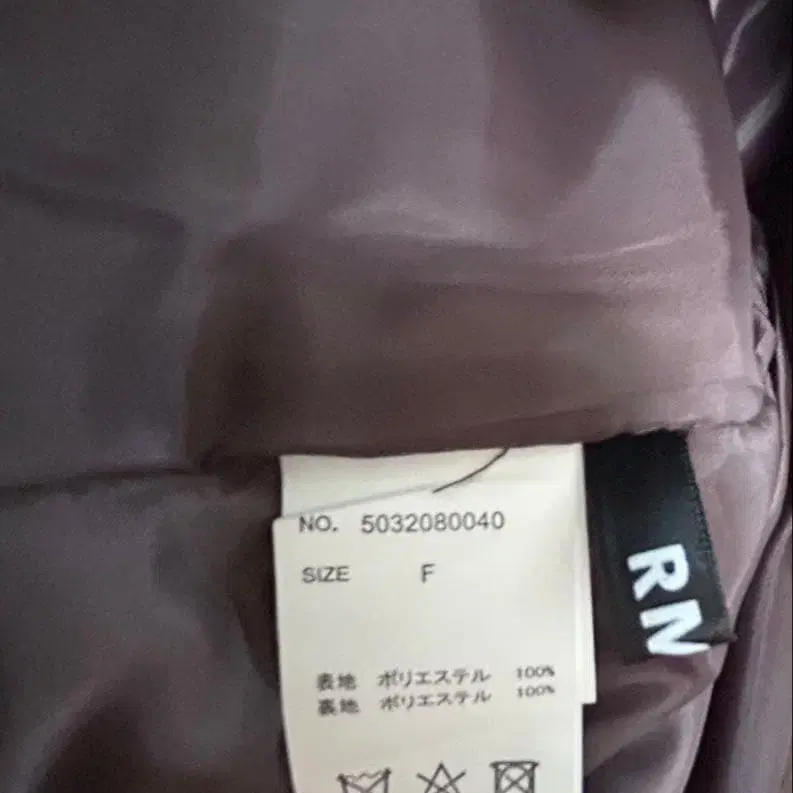 NO. 5032080040
SIZE F
表地 ポリエステル 100%
裏地 ポリエステル 100%
RN